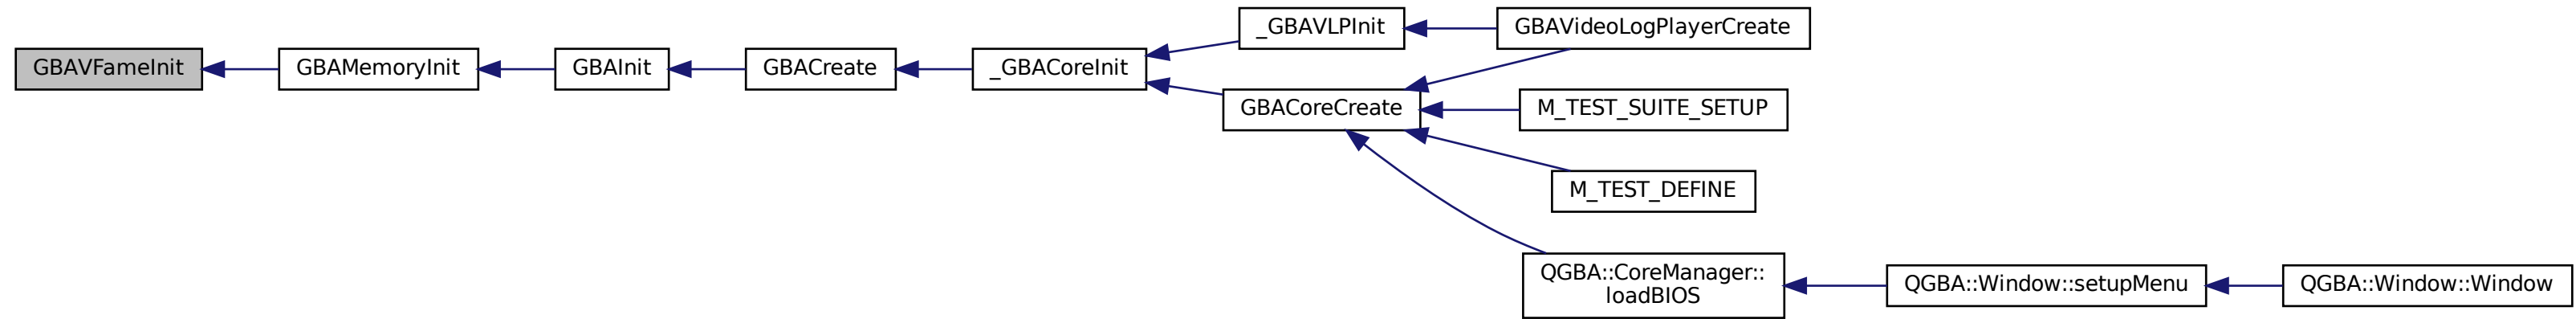 GBAVFameInit
GBAMemoryInit
GBAInit
GBACreate
_GBACoreInit
_GBAVLPInit
GBAVideoLogPlayerCreate
GBACoreCreate
M_TEST_SUITE_SETUP
M_TEST_DEFINE
QGBA::CoreManager::
loadBIOS
QGBA::Window::setupMenu
QGBA::Window::Window